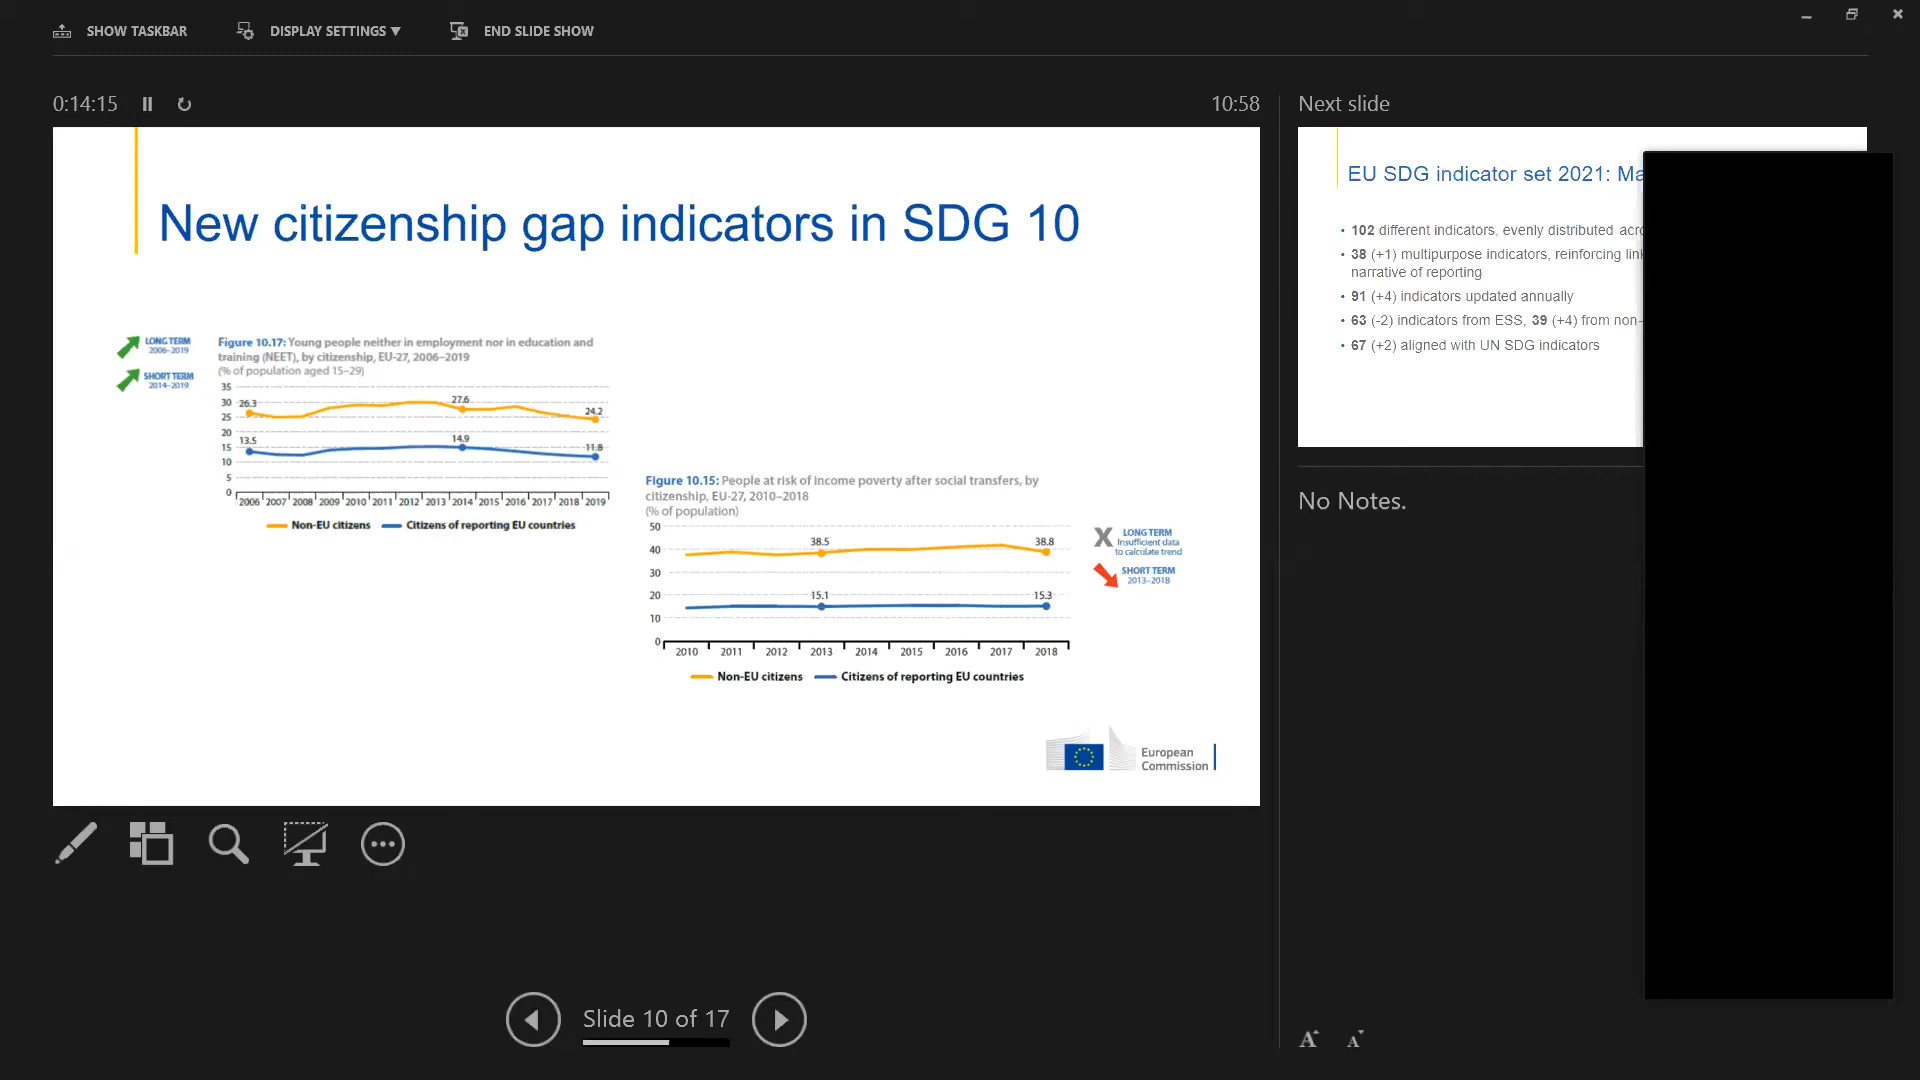 SHOW TASKBAR
DISPLAY SETTINGS ▼
END SLIDE SHOW
0:14:15
10:58
New citizenship gap indicators in SDG 10
LONG TERM
2006–2019
SHORT TERM
2014–2019
Figure 10.17: Young people neither in employment nor in education and
training (NEET), by citizenship, EU-27, 2006–2019
(% of population aged 15–29)
35
30
25
20
15
10
5
0
26.3
27.6
24.2
13.5
14.9
11.8
2006 2007 2008 2009 2010 2011 2012 2013 2014 2015 2016 2017 2018 2019
Non-EU citizens Citizens of reporting EU countries
Figure 10.15: People at risk of income poverty after social transfers, by
citizenship, EU-27, 2010–2018
(% of population)
50
40
30
20
10
0
38.5
38.8
15.1
15.3
2010 2011 2012 2013 2014 2015 2016 2017 2018
Non-EU citizens Citizens of reporting EU countries
X LONG TERM
Insufficient data
to calculate trend
SHORT TERM
2013–2018
European
Commission
Slide 10 of 17
Next slide
EU SDG indicator set 2021: Ma
• 102 different indicators, evenly distributed acro
• 38 (+1) multipurpose indicators, reinforcing link
narrative of reporting
• 91 (+4) indicators updated annually
• 63 (-2) indicators from ESS, 39 (+4) from non-
• 67 (+2) aligned with UN SDG indicators
No Notes.
A A